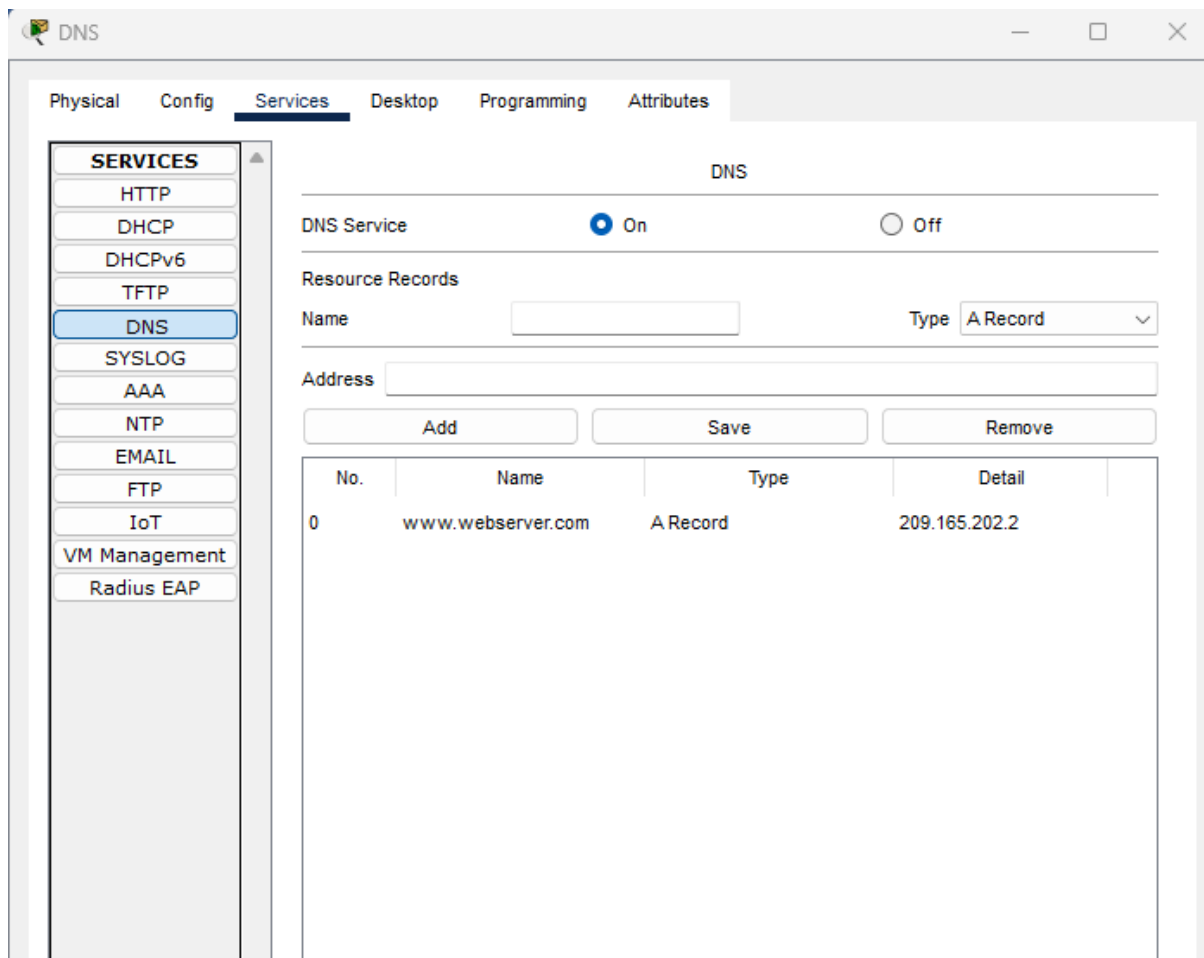 DNS
Physical Config Services Desktop Programming Attributes
SERVICES
HTTP
DHCP
DHCPv6
TFTP
DNS
SYSLOG
AAA
NTP
EMAIL
FTP
IoT
VM Management
Radius EAP
DNS
DNS Service On Off
Resource Records
Name Type A Record
Address
Add Save Remove
No. Name Type Detail
0 www.webserver.com A Record 209.165.202.2